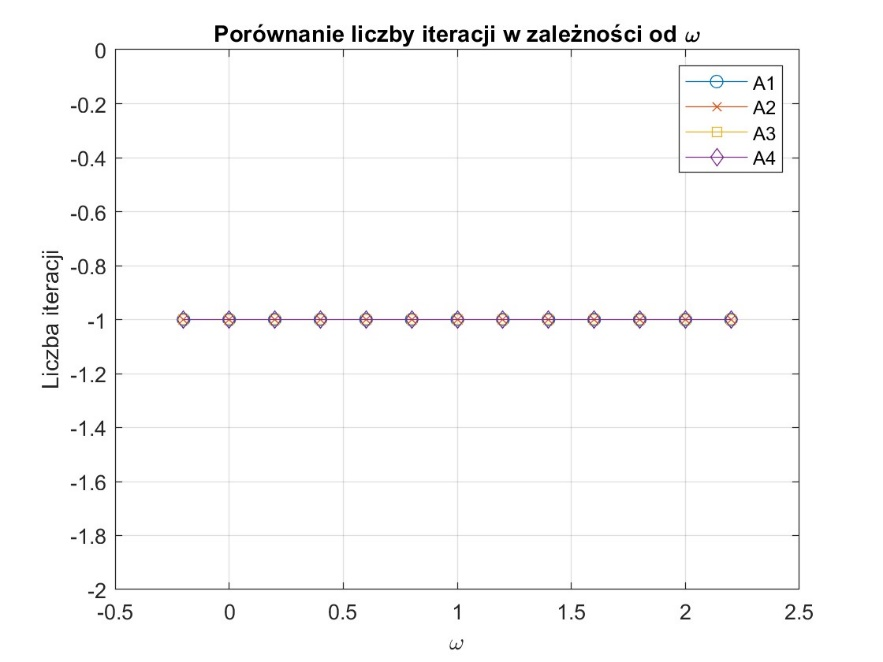 Porównanie liczby iteracji w zależności od ω
0
-0.2
-0.4
-0.6
-0.8
-1
-1.2
-1.4
-1.6
-1.8
-2
Liczba iteracji
A1
A2
A3
A4
-0.5 0 0.5 1 1.5 2 2.5
ω